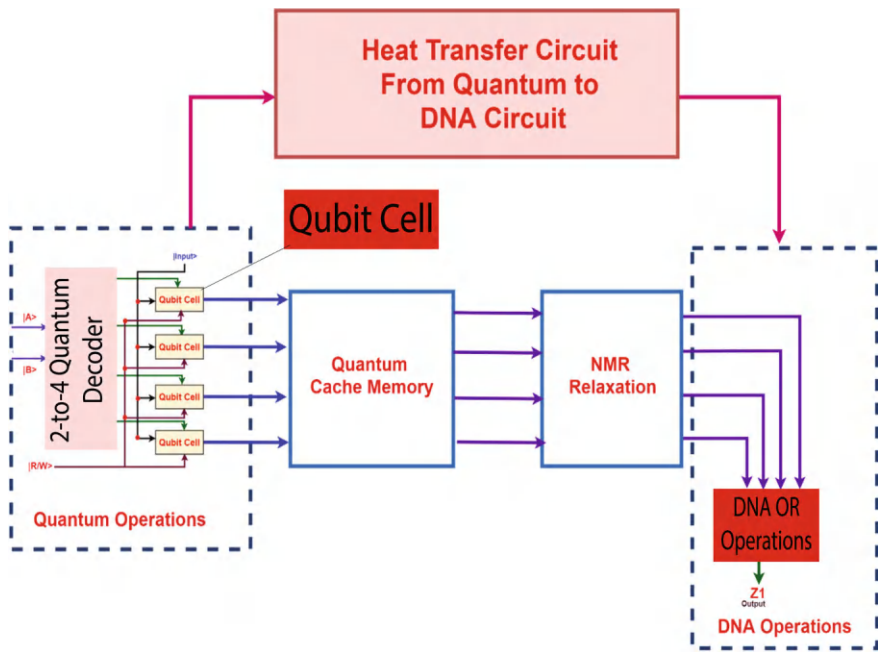 Heat Transfer Circuit
From Quantum to
DNA Circuit
Qubit Cell
|Input>
2-to-4 Quantum
Decoder
|A>
|B>
|R/W>
Qubit Cell
Qubit Cell
Qubit Cell
Qubit Cell
Quantum Operations
Quantum
Cache Memory
NMR
Relaxation
DNA OR
Operations
Z1
Output
DNA Operations